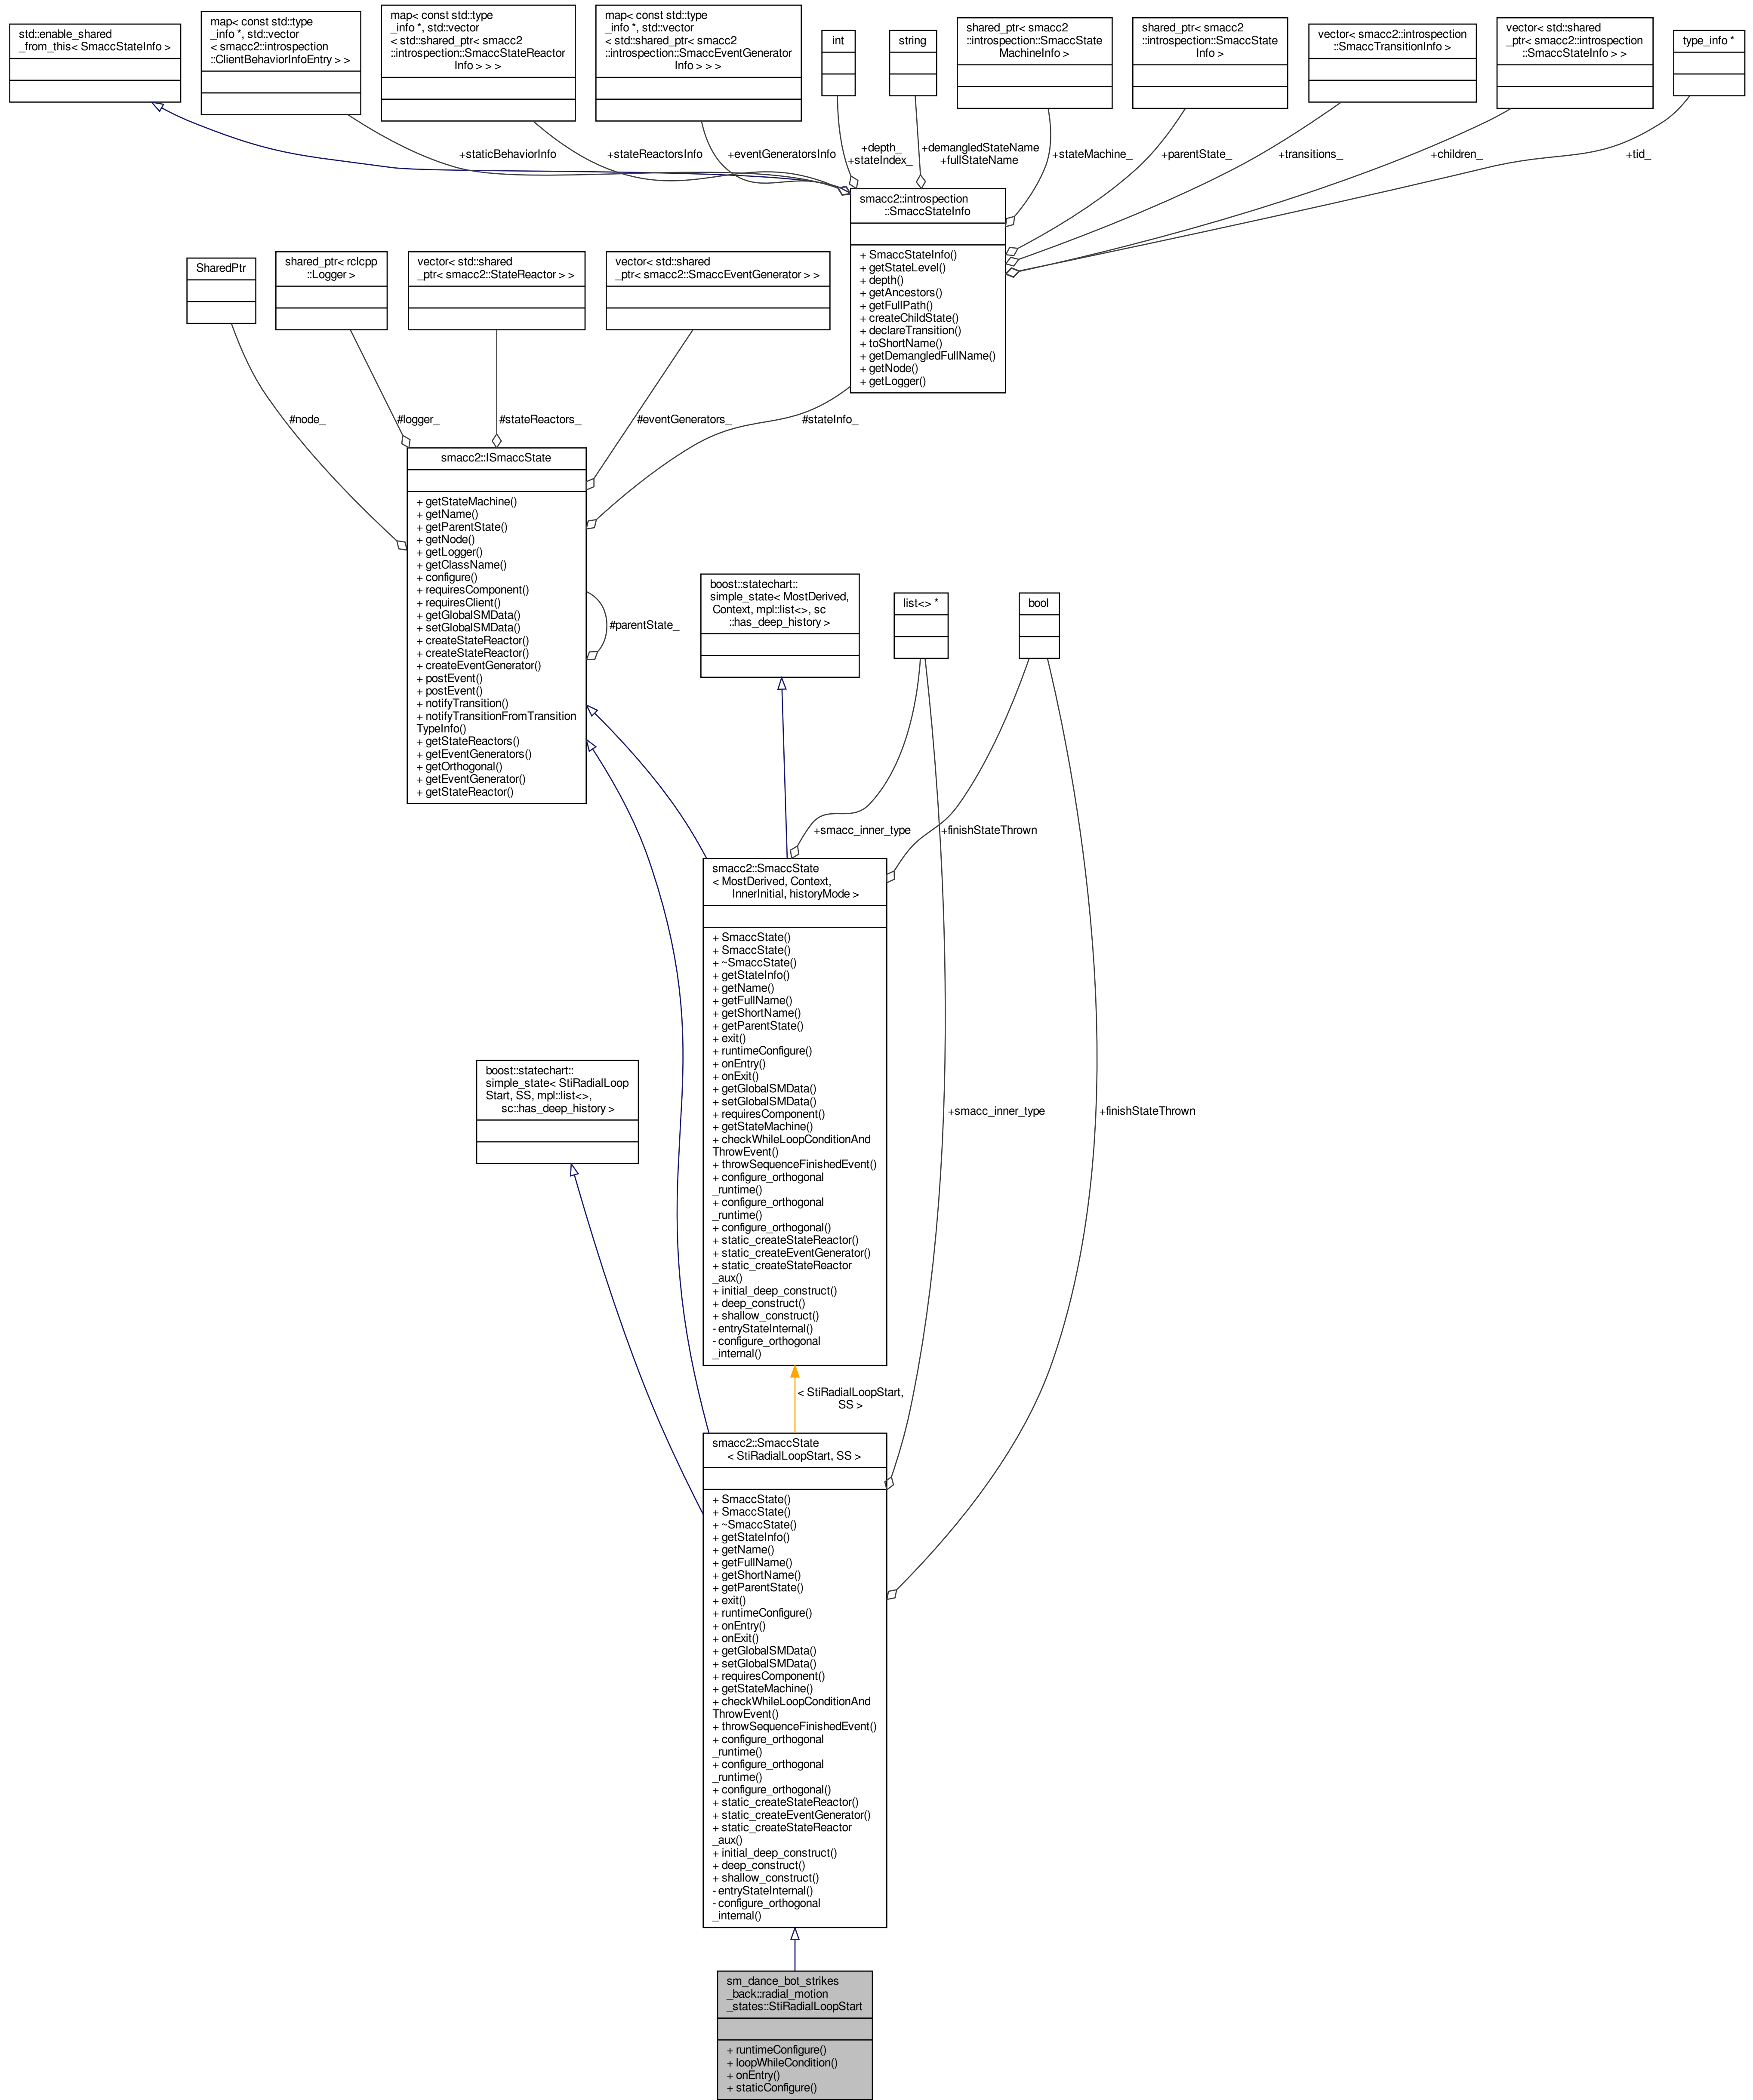 std::enable_shared
_from_this< SmaccStateInfo >
map< const std::type
_info *, std::vector
< smacc2::introspection
::ClientBehaviorInfoEntry > >
map< const std::type
_info *, std::vector
< std::shared_ptr< smacc2
::introspection::SmaccStateReactor
Info > > >
map< const std::type
_info *, std::vector
< std::shared_ptr< smacc2
::introspection::SmaccEventGenerator
Info > > >
int
string
shared_ptr< smacc2
::introspection::SmaccState
MachineInfo >
shared_ptr< smacc2
::introspection::SmaccState
Info >
vector< smacc2::introspection
::SmaccTransitionInfo >
vector< std::shared
_ptr< smacc2::introspection
::SmaccStateInfo > >
type_info *
+staticBehaviorInfo
+stateReactorsInfo
+eventGeneratorsInfo
+depth_
+stateIndex_
+demangledStateName
+fullStateName
+stateMachine_
+parentState_
+transitions_
+children_
+tid_
smacc2::introspection
::SmaccStateInfo
+ SmaccStateInfo()
+ getStateLevel()
+ depth()
+ getAncestors()
+ getFullPath()
+ createChildState()
+ declareTransition()
+ toShortName()
+ getDemangledFullName()
+ getNode()
+ getLogger()
SharedPtr
shared_ptr< rclcpp
::Logger >
vector< std::shared
_ptr< smacc2::StateReactor > >
vector< std::shared
_ptr< smacc2::SmaccEventGenerator > >
#node_
#logger_
#stateReactors_
#eventGenerators_
#stateInfo_
smacc2::ISmaccState
+ getStateMachine()
+ getName()
+ getParentState()
+ getNode()
+ getLogger()
+ getClassName()
+ configure()
+ requiresComponent()
+ requiresClient()
+ getGlobalSMData()
+ setGlobalSMData()
+ createStateReactor()
+ createStateReactor()
+ createEventGenerator()
+ postEvent()
+ postEvent()
+ notifyTransition()
+ notifyTransitionFromTransition
TypeInfo()
+ getStateReactors()
+ getEventGenerators()
+ getOrthogonal()
+ getEventGenerator()
+ getStateReactor()
#parentState_
boost::statechart::
simple_state< MostDerived,
Context, mpl::list<>, sc
::has_deep_history >
list<> *
bool
+smacc_inner_type
+finishStateThrown
smacc2::SmaccState
< MostDerived, Context,
InnerInitial, historyMode >
+ SmaccState()
+ SmaccState()
+ ~SmaccState()
+ getStateInfo()
+ getName()
+ getFullName()
+ getShortName()
+ getParentState()
+ exit()
+ runtimeConfigure()
+ onEntry()
+ onExit()
+ getGlobalSMData()
+ setGlobalSMData()
+ requiresComponent()
+ getStateMachine()
+ checkWhileLoopConditionAnd
ThrowEvent()
+ throwSequenceFinishedEvent()
+ configure_orthogonal
_runtime()
+ configure_orthogonal
_runtime()
+ configure_orthogonal()
+ static_createStateReactor()
+ static_createEventGenerator()
+ static_createStateReactor
_aux()
+ initial_deep_construct()
+ deep_construct()
+ shallow_construct()
- entryStateInternal()
- configure_orthogonal
_internal()
boost::statechart::
simple_state< StiRadialLoop
Start, SS, mpl::list<>,
sc::has_deep_history >
+smacc_inner_type
+finishStateThrown
< StiRadialLoopStart,
SS >
smacc2::SmaccState
< StiRadialLoopStart, SS >
+ SmaccState()
+ SmaccState()
+ ~SmaccState()
+ getStateInfo()
+ getName()
+ getFullName()
+ getShortName()
+ getParentState()
+ exit()
+ runtimeConfigure()
+ onEntry()
+ onExit()
+ getGlobalSMData()
+ setGlobalSMData()
+ requiresComponent()
+ getStateMachine()
+ checkWhileLoopConditionAnd
ThrowEvent()
+ throwSequenceFinishedEvent()
+ configure_orthogonal
_runtime()
+ configure_orthogonal
_runtime()
+ configure_orthogonal()
+ static_createStateReactor()
+ static_createEventGenerator()
+ static_createStateReactor
_aux()
+ initial_deep_construct()
+ deep_construct()
+ shallow_construct()
- entryStateInternal()
- configure_orthogonal
_internal()
sm_dance_bot_strikes
_back::radial_motion
_states::StiRadialLoopStart
+ runtimeConfigure()
+ loopWhileCondition()
+ onEntry()
+ staticConfigure()